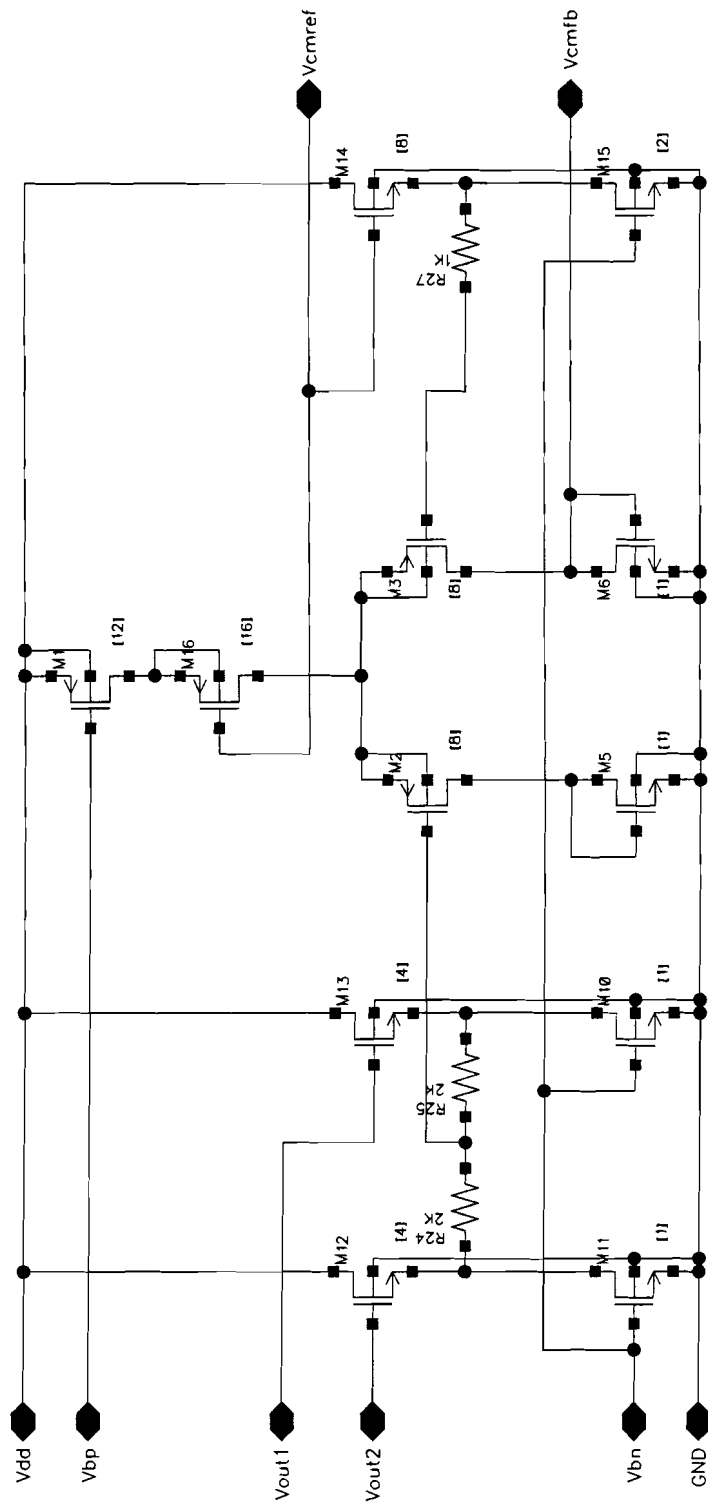 Vcmref
Vcmfb
M14
[8]
R27
1K
M15
[2]
M1
[12]
M16
[16]
M3
[8]
M6
[1]
M2
[8]
M5
[1]
M13
[4]
R25
2K
M10
[1]
M12
[4]
R24
2K
M11
[1]
Vdd
Vbp
Vout1
Vout2
Vbn
GND